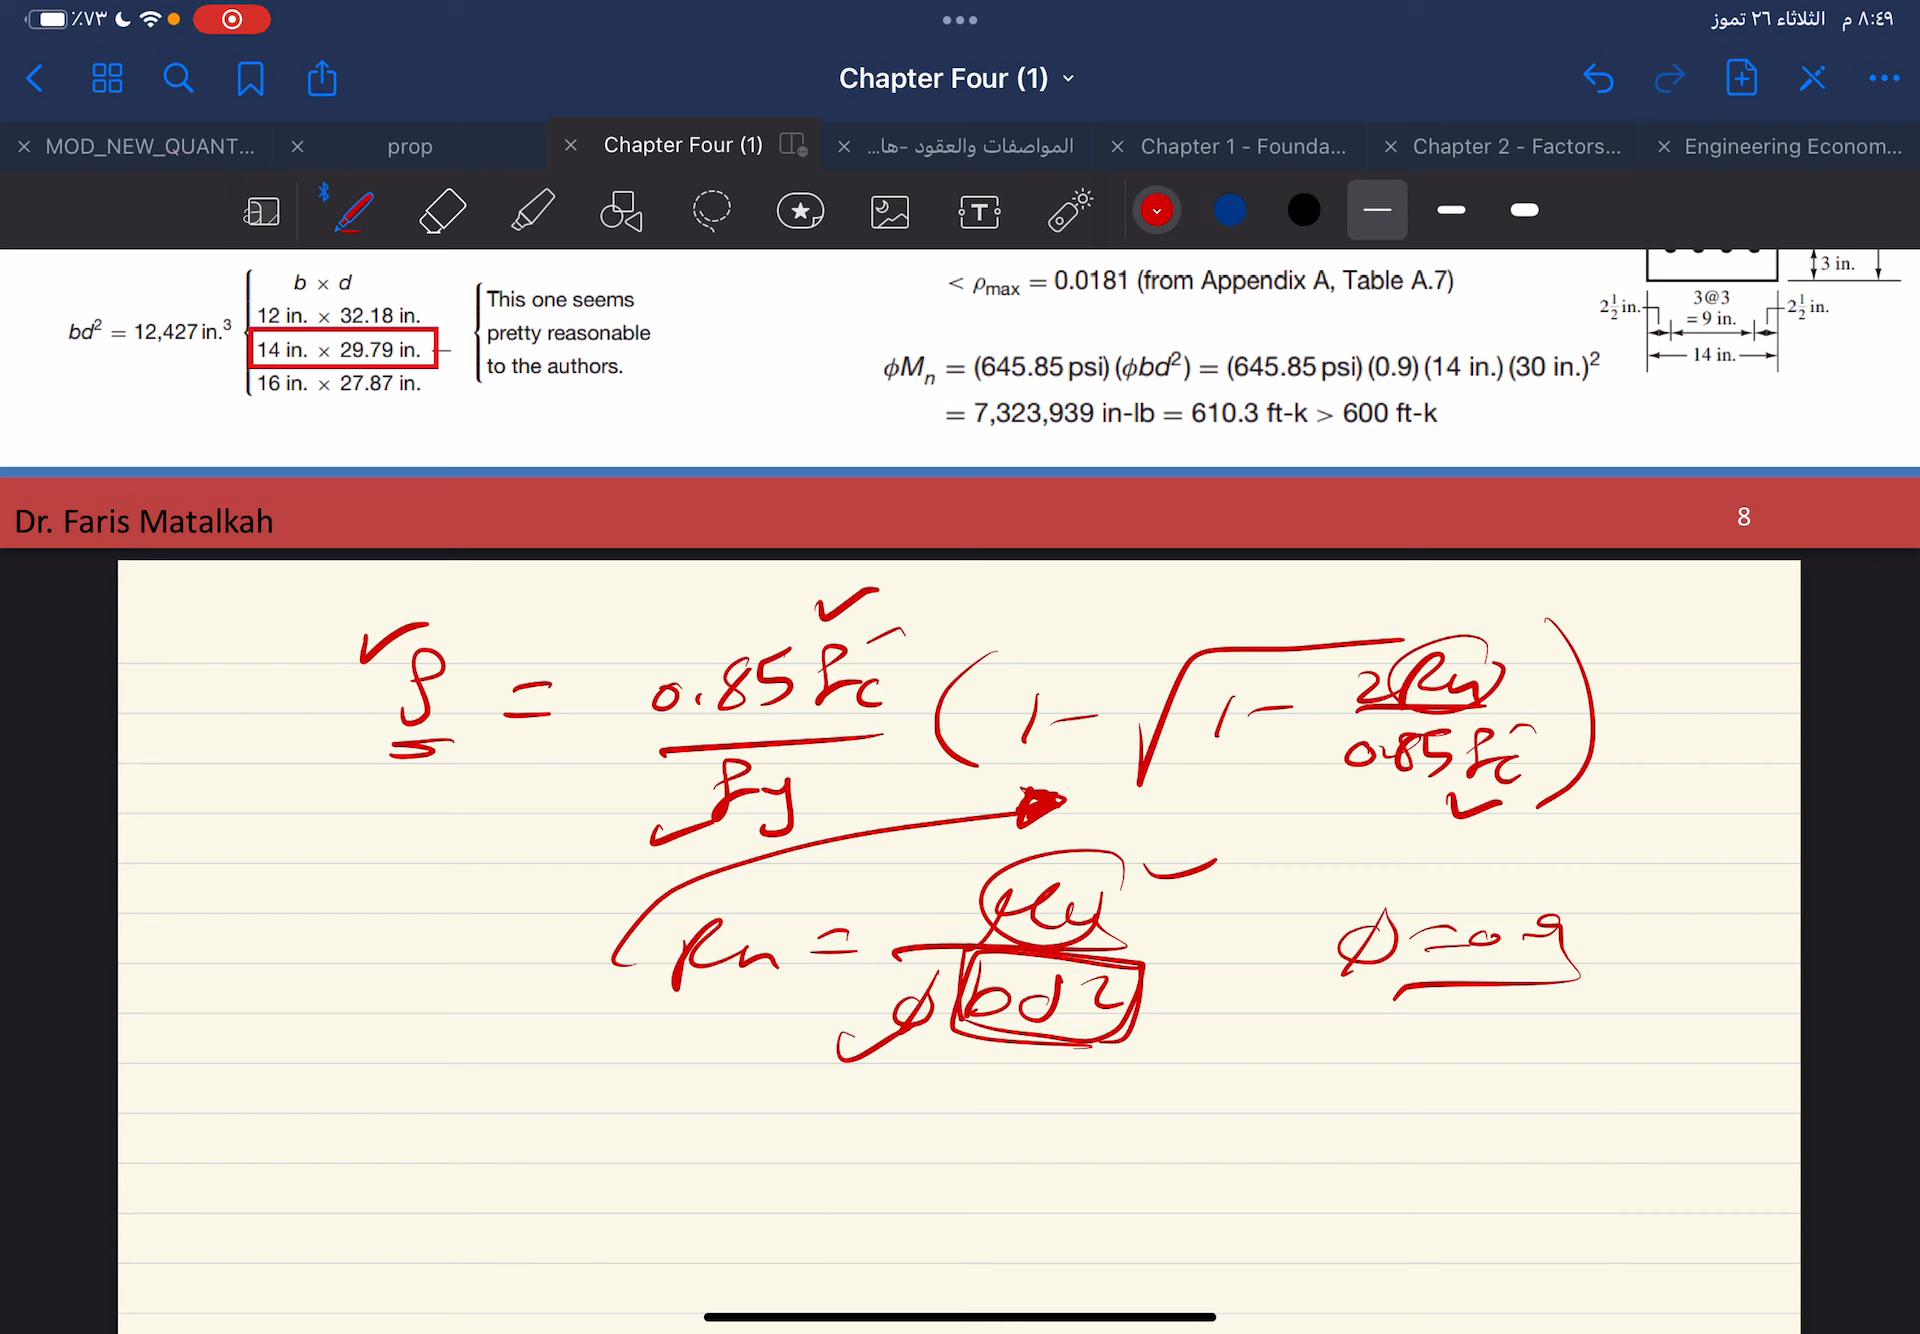 ٪٧٣
٨:٤٩ م الثلاثاء ٢٦ تموز
Chapter Four (1)
MOD_NEW_QUANT...
prop
Chapter Four (1)
المواصفات والعقود -ها...
Chapter 1 - Founda...
Chapter 2 - Factors...
Engineering Econom...
b × d
12 in. × 32.18 in.
bd² = 12,427 in.³
14 in. × 29.79 in.
16 in. × 27.87 in.
This one seems
pretty reasonable
to the authors.
< ρmax = 0.0181 (from Appendix A, Table A.7)
ϕMn = (645.85 psi) (ϕbd²) = (645.85 psi) (0.9) (14 in.) (30 in.)²
= 7,323,939 in-lb = 610.3 ft-k > 600 ft-k
3 in.
2½ in.
3@3
= 9 in.
2½ in.
14 in.
Dr. Faris Matalkah
8
ρ = 0.85 fc' / fy (1 - √(1 - 2Rn / 0.85 fc'))
Rn = Mu / ϕ bd2
ϕ = 0.9